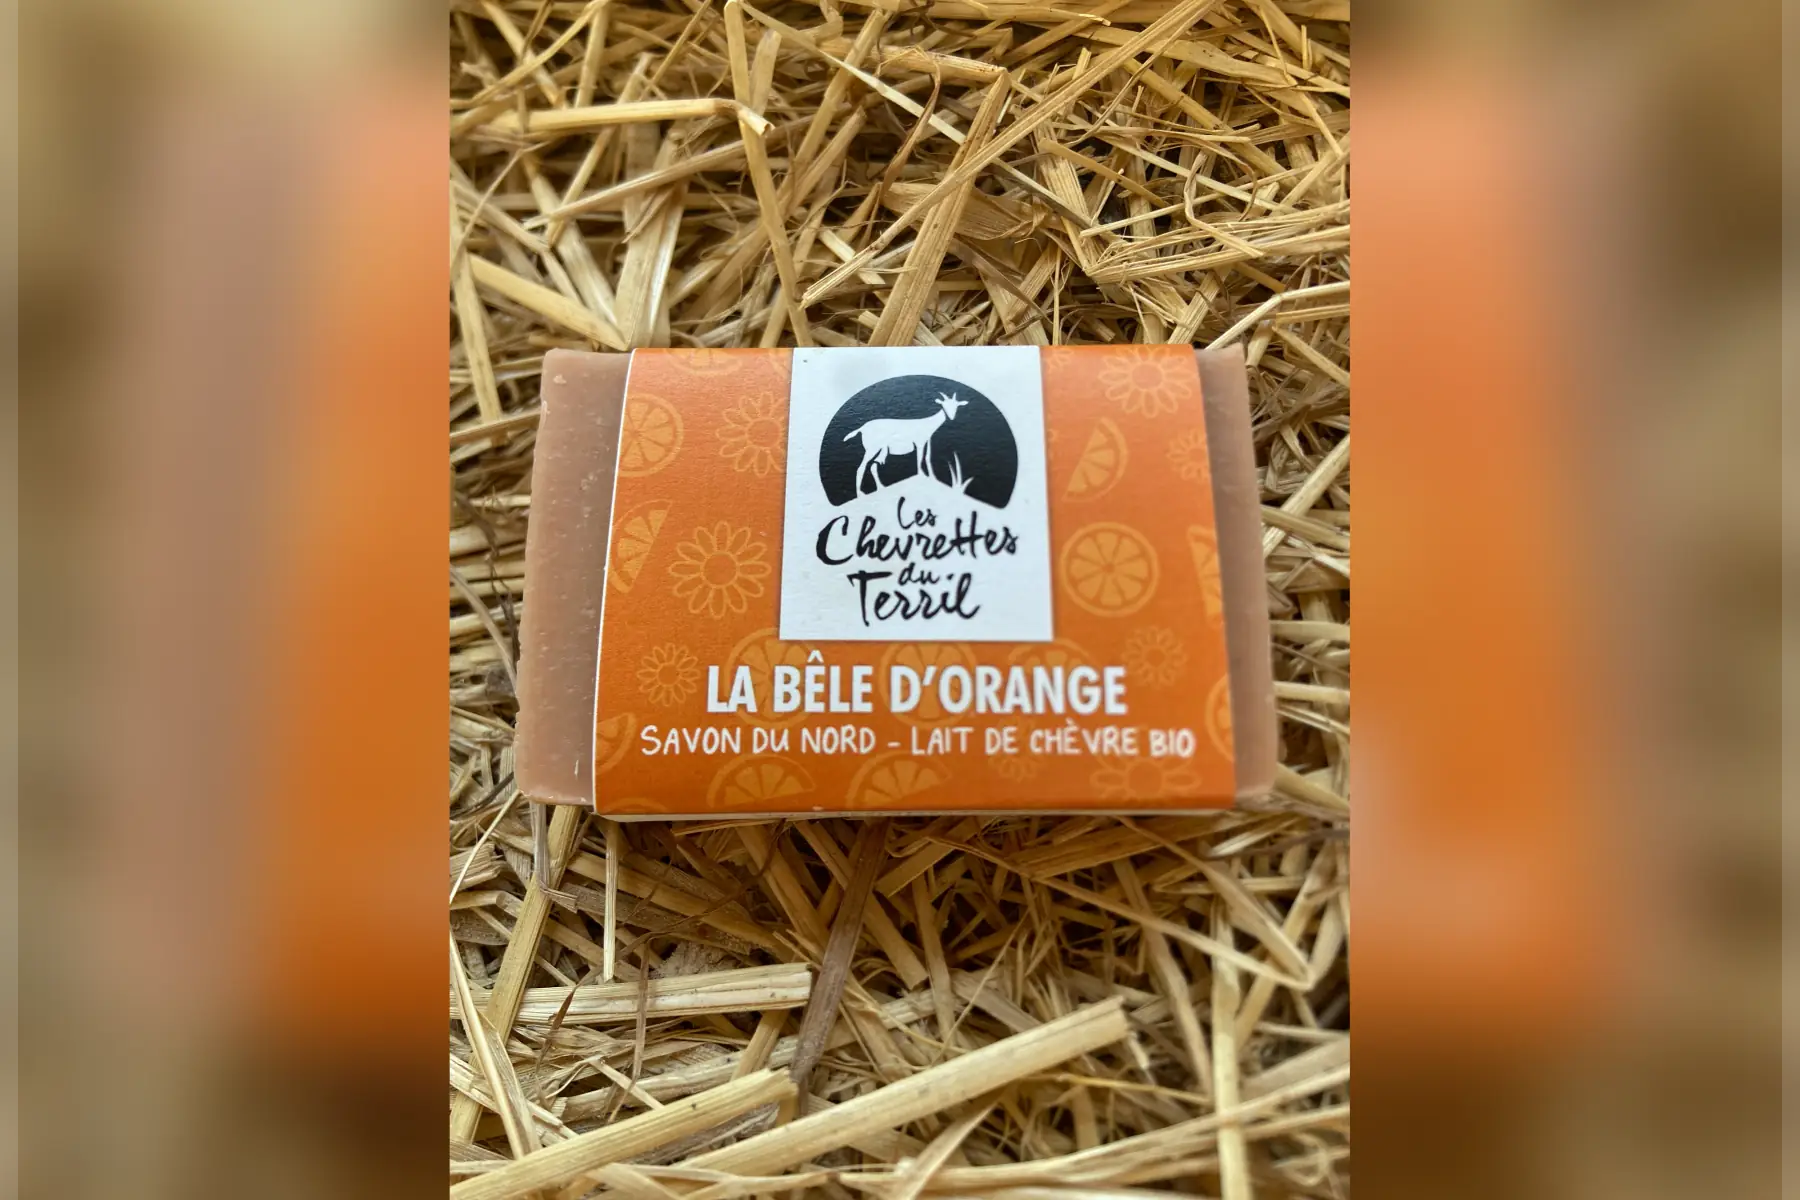 Les
Chevrettes
du
Terril
LA BÊLE D'ORANGE
SAVON DU NORD - LAIT DE CHÈVRE BIO